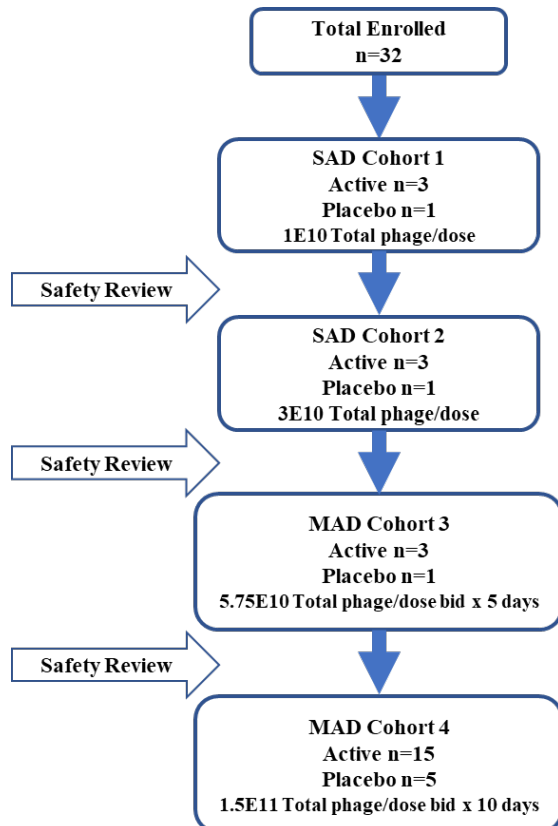 Total Enrolled
n=32
SAD Cohort 1
Active n=3
Placebo n=1
1E10 Total phage/dose
Safety Review
SAD Cohort 2
Active n=3
Placebo n=1
3E10 Total phage/dose
Safety Review
MAD Cohort 3
Active n=3
Placebo n=1
5.75E10 Total phage/dose bid x 5 days
Safety Review
MAD Cohort 4
Active n=15
Placebo n=5
1.5E11 Total phage/dose bid x 10 days